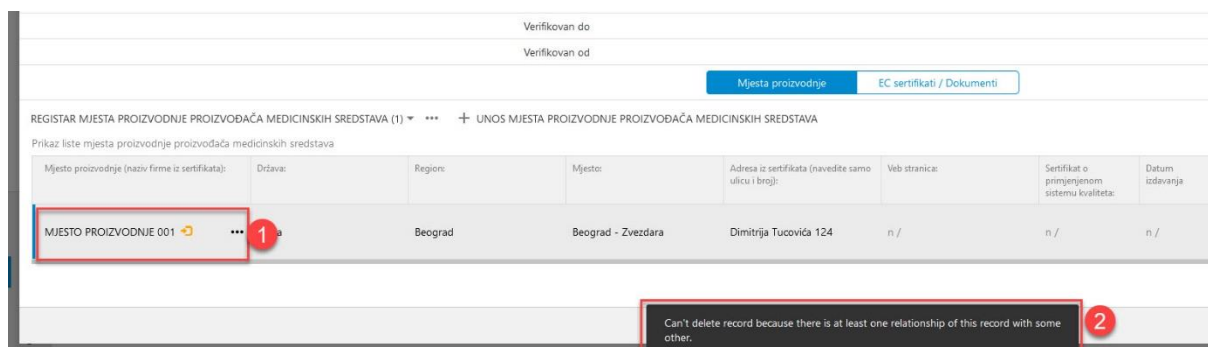 Verifikovan do
Verifikovan od
Mjesta proizvodnje EC sertifikati / Dokumenti
REGISTAR MJESTA PROIZVODNJE PROIZVOĐAČA MEDICINSKIH SREDSTAVA (1) ••• + UNOS MJESTA PROIZVODNJE PROIZVOĐAČA MEDICINSKIH SREDSTAVA
Prikaz liste mjesta proizvodnje proizvođača medicinskih sredstava
Mjesto proizvodnje (naziv firme iz sertifikata): Država: Region: Mjesto: Adresa iz sertifikata (navedite samo ulicu i broj): Veb stranica: Sertifikat o primjenjenom sistemu kvaliteta: Datum izdavanja
MJESTO PROIZVODNJE 001 ••• 1 Beograd Beograd - Zvezdara Dimitrija Tucovića 124 n / n / n /
Can't delete record because there is at least one relationship of this record with some
other.
2